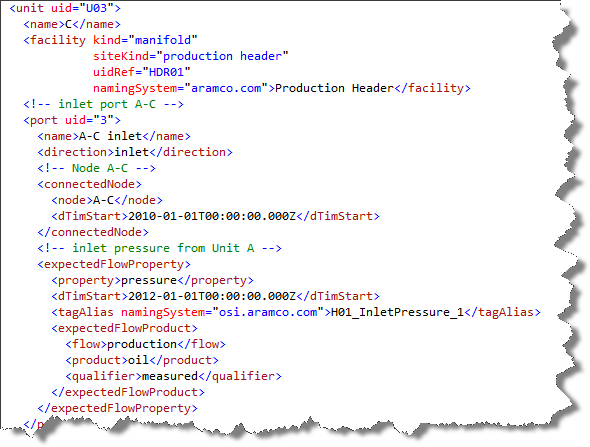 <unit uid="U03">
<name>C</name>
<facility kind="manifold"
siteKind="production header"
uidRef="HDR01"
namingSystem="aramco.com">Production Header</facility>
<!-- inlet port A-C -->
<port uid="3">
<name>A-C inlet</name>
<direction>inlet</direction>
<!-- Node A-C -->
<connectedNode>
<node>A-C</node>
<dTimStart>2010-01-01T00:00:00.000Z</dTimStart>
</connectedNode>
<!-- inlet pressure from Unit A -->
<expectedFlowProperty>
<property>pressure</property>
<dTimStart>2012-01-01T00:00:00.000Z</dTimStart>
<tagAlias namingSystem="osi.aramco.com">H01_InletPressure_1</tagAlias>
<expectedFlowProduct>
<flow>production</flow>
<product>oil</product>
<qualifier>measured</qualifier>
</expectedFlowProduct>
</expectedFlowProperty>
</p